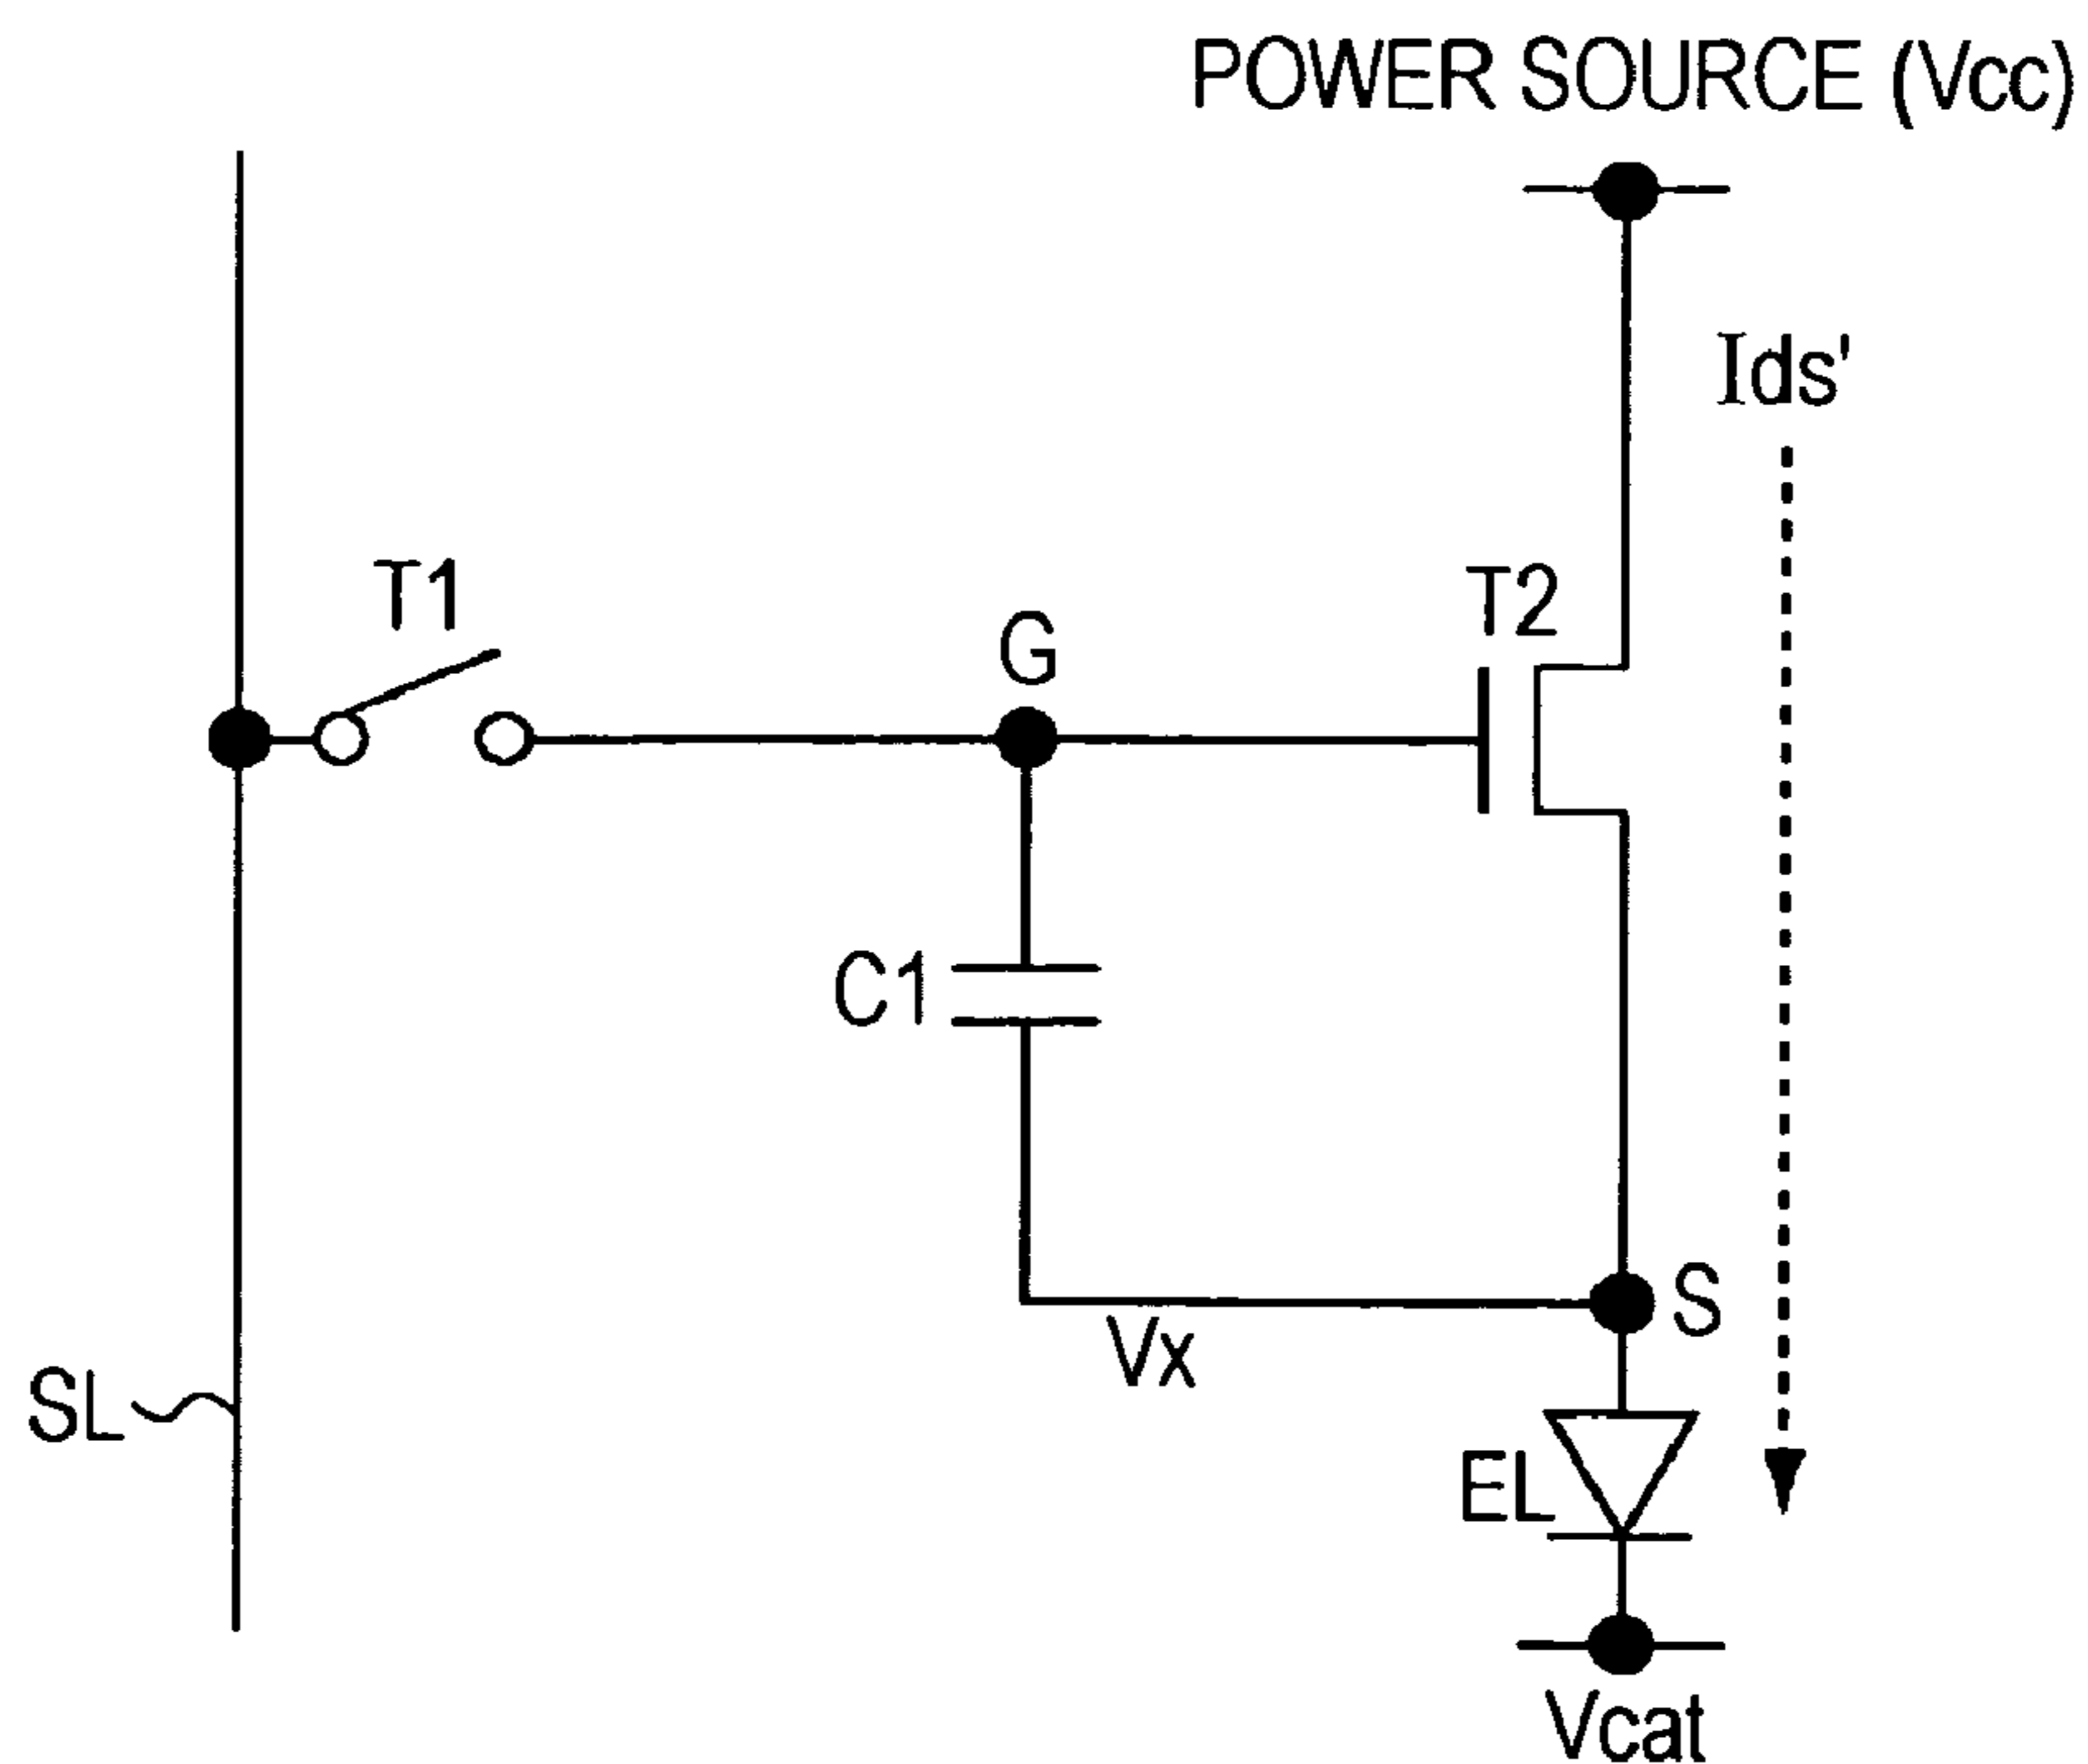 POWER SOURCE (Vcc)
Ids'
T1
T2
G
C1
S
Vx
SL
EL
Vcat